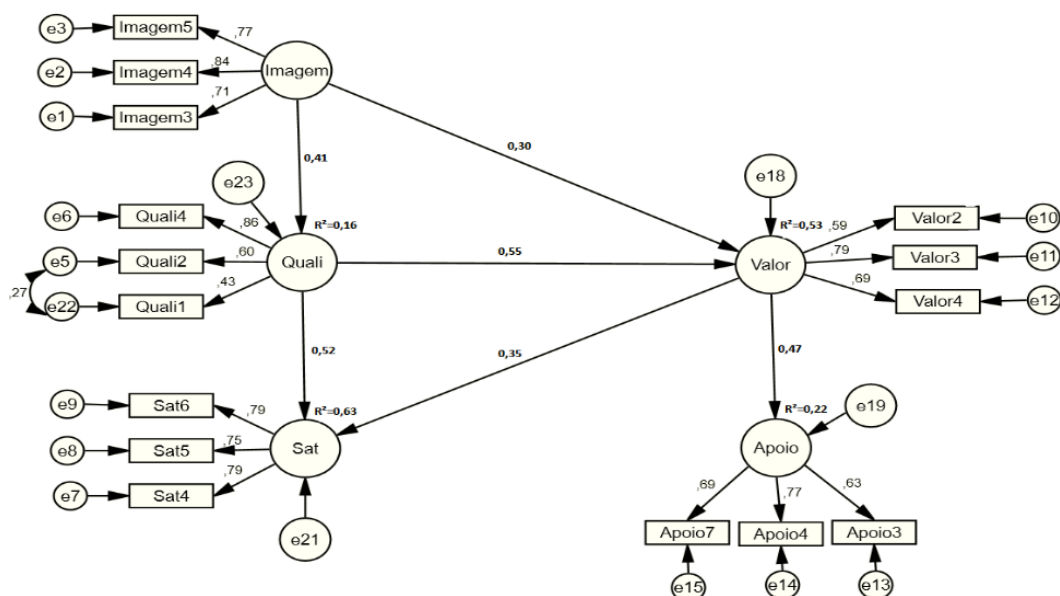 e3
Imagem5
,77
e2
Imagem4
,84
Imagem
e1
Imagem3
,71
0,41
0,30
e23
e18
e6
Quali4
,86
R²=0,16
R²=0,53
,59
Valor2
e10
e5
Quali2
,60
Quali
0,55
Valor
,79
Valor3
e11
,27
e22
Quali1
,43
,69
Valor4
e12
0,52
0,35
0,47
e9
Sat6
,79
R²=0,63
R²=0,22
e19
e8
Sat5
,75
Sat
Apoio
e7
Sat4
,79
,69
,77
,63
e21
Apoio7
Apoio4
Apoio3
e15
e14
e13